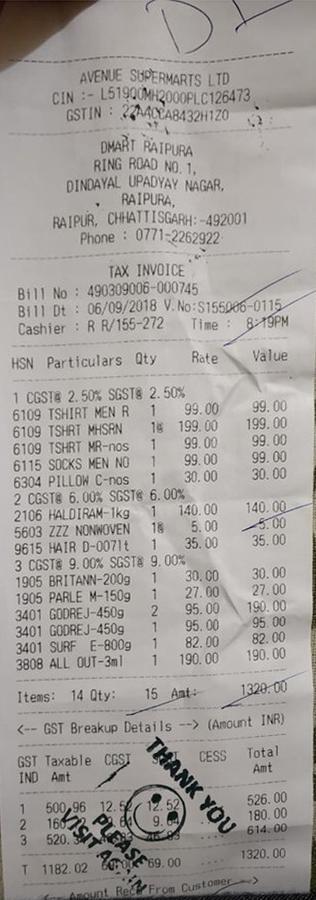 DL
AVENUE SUPERMARTS LTD
CIN :- L51900MH2000PLC126473
GSTIN : 22AACCA8432H1Z0
DMART RAIPURA
RING ROAD NO.1,
DINDAYAL UPADYAY NAGAR,
RAIPURA,
RAIPUR, CHHATTISGARH:-492001
Phone : 0771-2262922
TAX INVOICE
Bill No : 490309006-000745
Bill Dt : 06/09/2018 V.No:S155006-0115
Cashier : R R/155-272 Time : 8:19PM
HSN Particulars Qty Rate Value
1 CGST@ 2.50% SGST@ 2.50%
6109 TSHIRT MEN R 1 99.00 99.00
6109 TSHRT MHSRN 1@ 199.00 199.00
6109 TSHRT MR-nos 1 99.00 99.00
6115 SOCKS MEN NO 1 99.00 99.00
6304 PILLOW C-nos 1 30.00 30.00
2 CGST@ 6.00% SGST@ 6.00%
2106 HALDIRAM-1kg 1 140.00 140.00
5603 ZZZ NONWOVEN 1@ 5.00 5.00
9615 HAIR D-0071t 1 35.00 35.00
3 CGST@ 9.00% SGST@ 9.00%
1905 BRITANN-200g 1 30.00 30.00
1905 PARLE M-150g 1 27.00 27.00
3401 GODREJ-450g 2 95.00 190.00
3401 GODREJ-450g 1 95.00 95.00
3401 SURF E-800g 1 82.00 82.00
3808 ALL OUT-3ml 1 190.00 190.00
Items: 14 Qty: 15 Amt: 1320.00
<-- GST Breakup Details --> (Amount INR)
GST Taxable CGST CESS Total
IND Amt Amt
1 500.96 12.52 12.52 526.00
2 160. 9.64 180.00
3 520. 614.00
T 1182.02 69.00 1320.00
THANK YOU
PLEASE
VISIT AGAIN
<-- Amount Recd From Customer -->